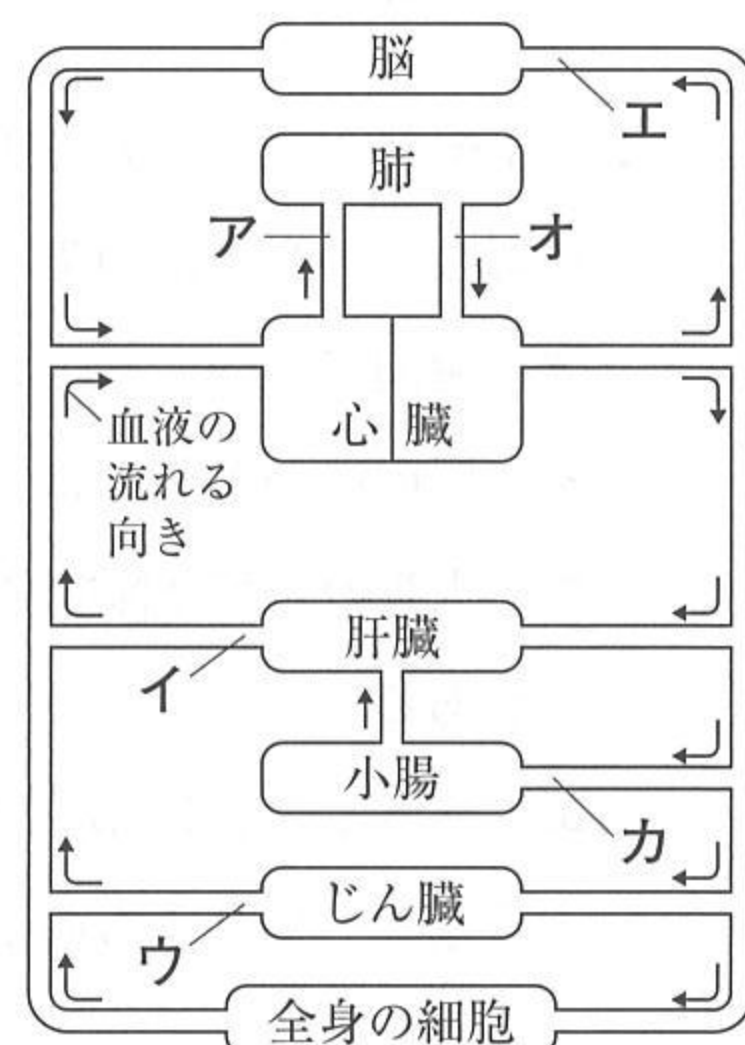 脳
エ
肺
ア
オ
心臓
血液の
流れる
向き
肝臓
イ
小腸
カ
じん臓
ウ
全身の細胞